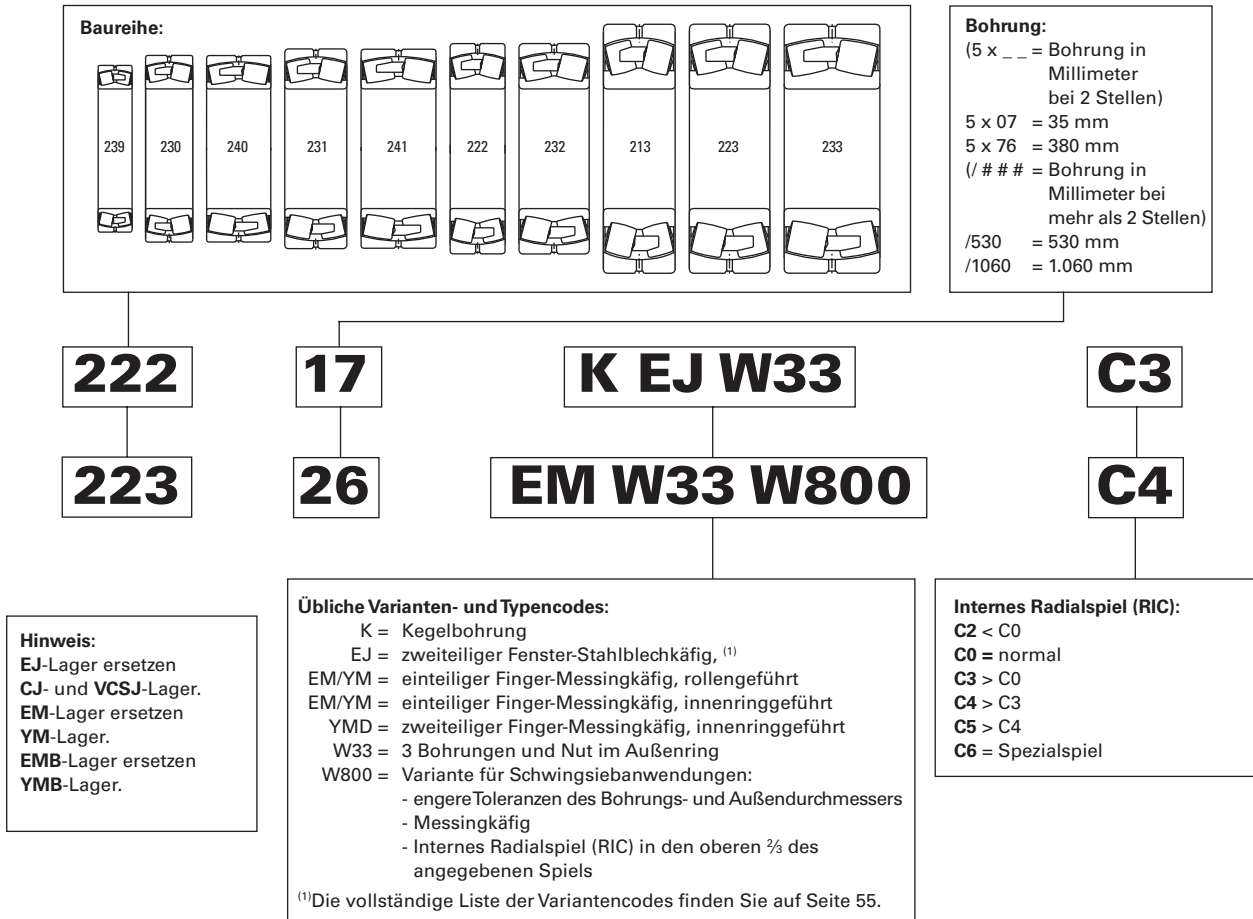 Baureihe:
239 230 240 231 241 222 232 213 223 233
Bohrung:
(5 x _ _ = Bohrung in
Millimeter
bei 2 Stellen)
5 x 07 = 35 mm
5 x 76 = 380 mm
(/ # # # = Bohrung in
Millimeter bei
mehr als 2 Stellen)
/530 = 530 mm
/1060 = 1.060 mm
222 17 K EJ W33 C3
223 26 EM W33 W800 C4
Hinweis:
EJ-Lager ersetzen
CJ- und VCSJ-Lager.
EM-Lager ersetzen
YM-Lager.
EMB-Lager ersetzen
YMB-Lager.
Übliche Varianten- und Typencodes:
K = Kegelbohrung
EJ = zweiteiliger Fenster-Stahlblechkäfig, (1)
EM/YM = einteiliger Finger-Messingkäfig, rollengeführt
EM/YM = einteiliger Finger-Messingkäfig, innenringgeführt
YMD = zweiteiliger Finger-Messingkäfig, innenringgeführt
W33 = 3 Bohrungen und Nut im Außenring
W800 = Variante für Schwingsiebanwendungen:
- engere Toleranzen des Bohrungs- und Außendurchmessers
- Messingkäfig
- Internes Radialspiel (RIC) in den oberen ⅔ des
angegebenen Spiels
(1)Die vollständige Liste der Variantencodes finden Sie auf Seite 55.
Internes Radialspiel (RIC):
C2 < C0
C0 = normal
C3 > C0
C4 > C3
C5 > C4
C6 = Spezialspiel